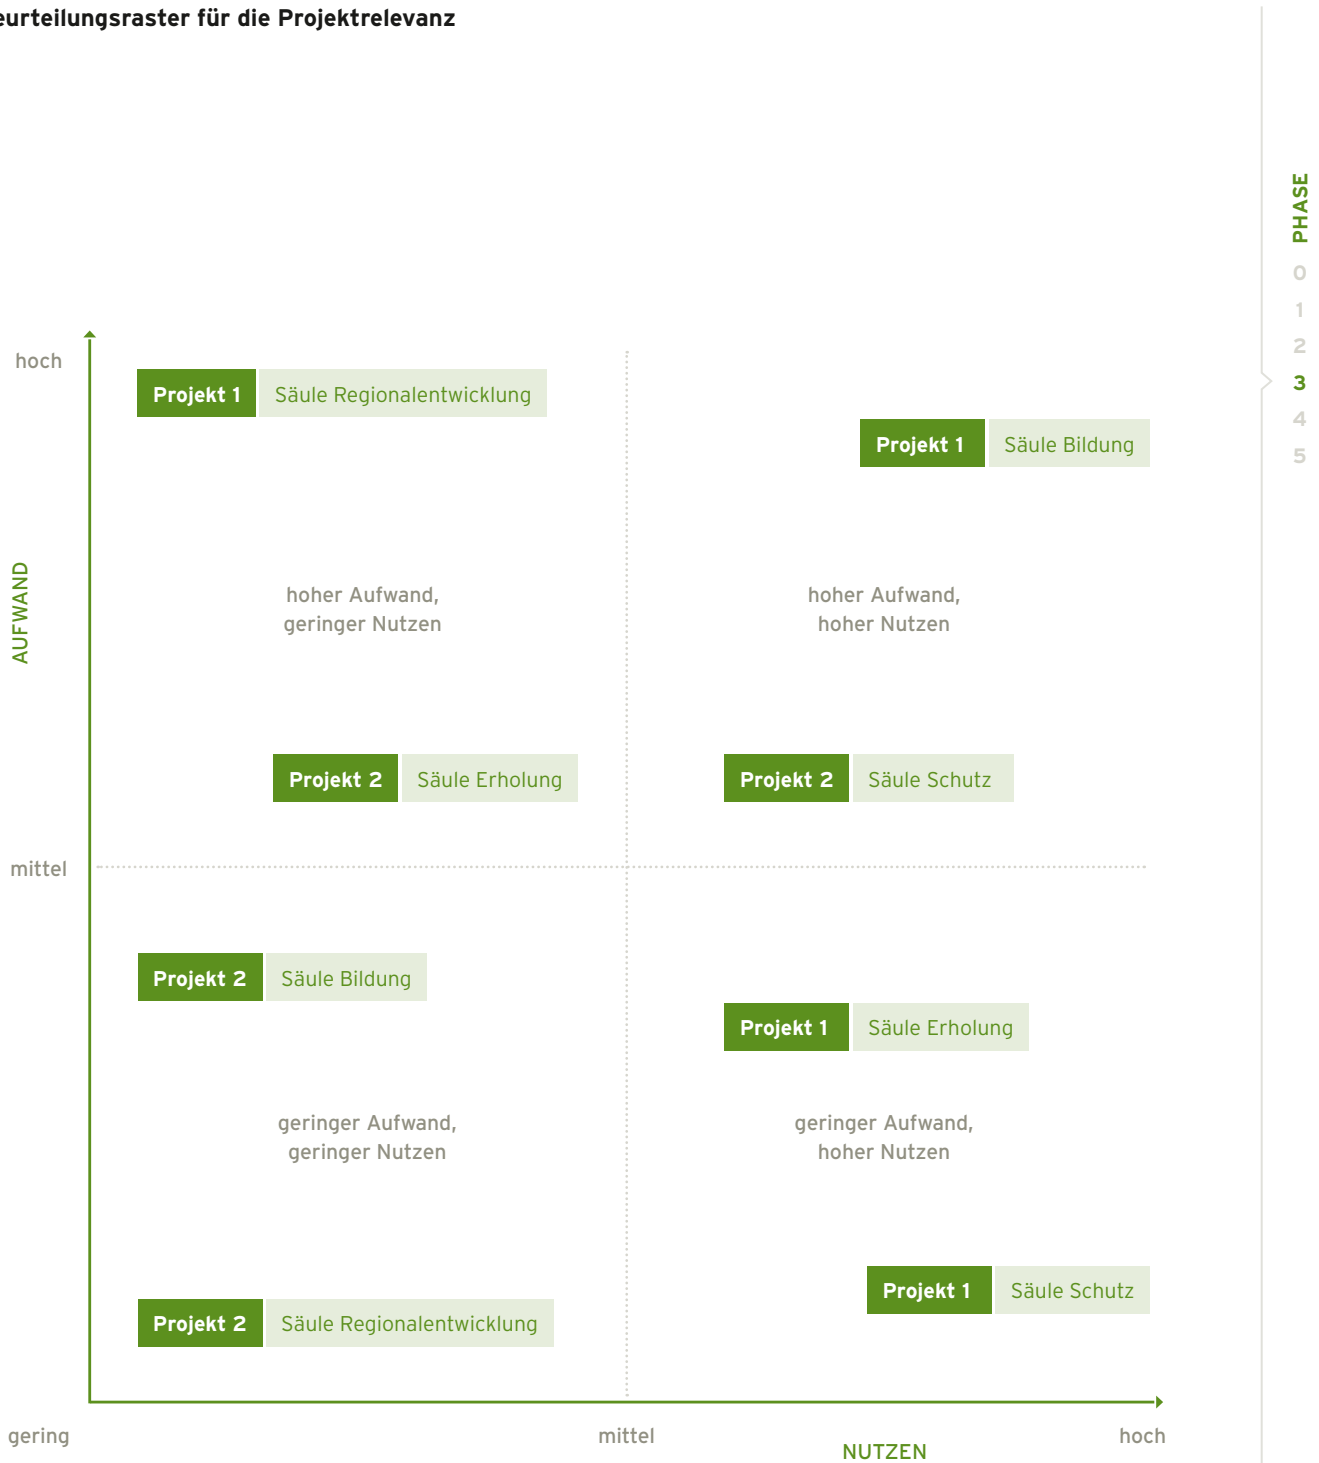 eurteilungsraster für die Projektrelevanz
PHASE
0
1
2
3
4
5
hoch
Projekt 1 Säule Regionalentwicklung
Projekt 1 Säule Bildung
AUFWAND
hoher Aufwand,
geringer Nutzen
hoher Aufwand,
hoher Nutzen
Projekt 2 Säule Erholung
Projekt 2 Säule Schutz
mittel
Projekt 2 Säule Bildung
Projekt 1 Säule Erholung
geringer Aufwand,
geringer Nutzen
geringer Aufwand,
hoher Nutzen
Projekt 1 Säule Schutz
Projekt 2 Säule Regionalentwicklung
gering
mittel
hoch
NUTZEN